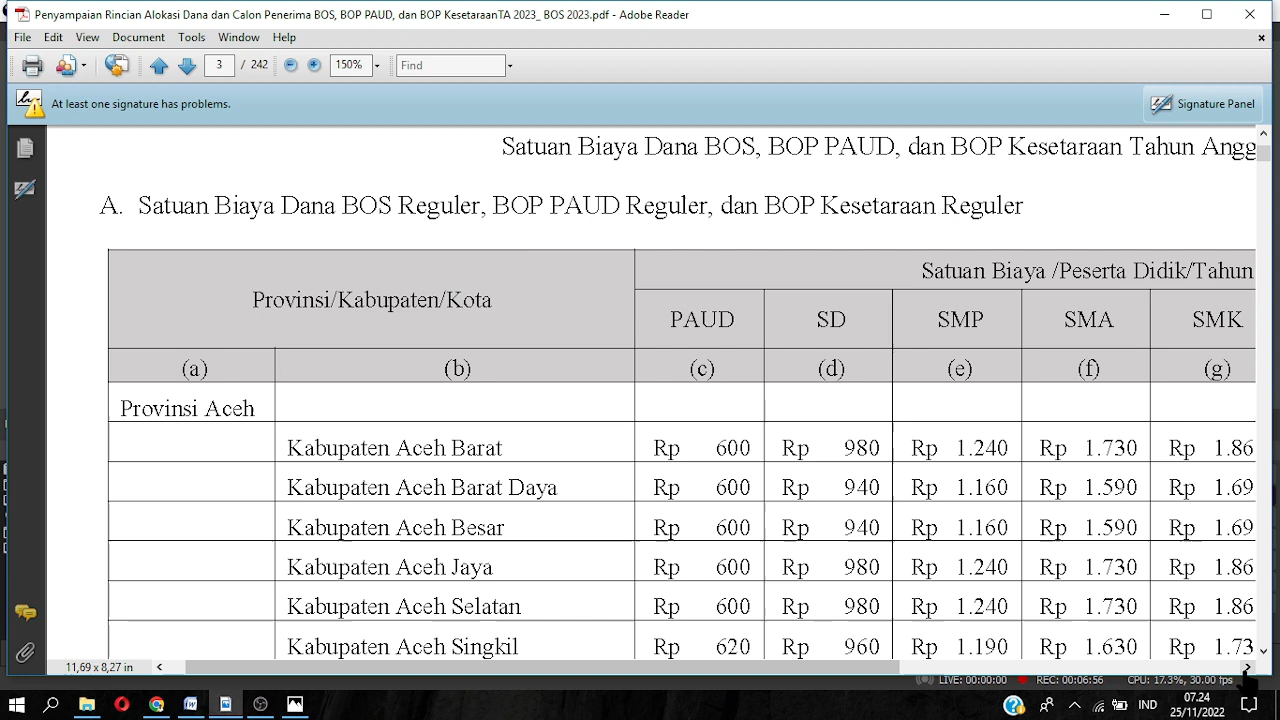 Penyampaian Rincian Alokasi Dana dan Calon Penerima BOS, BOP PAUD, dan BOP KesetaraanTA 2023_ BOS 2023.pdf - Adobe Reader
File Edit View Document Tools Window Help
3 / 242 150% Find
At least one signature has problems. Signature Panel
Satuan Biaya Dana BOS, BOP PAUD, dan BOP Kesetaraan Tahun Angg
A. Satuan Biaya Dana BOS Reguler, BOP PAUD Reguler, dan BOP Kesetaraan Reguler
Provinsi/Kabupaten/Kota Satuan Biaya /Peserta Didik/Tahun
PAUD SD SMP SMA SMK
(a) (b) (c) (d) (e) (f) (g)
Provinsi Aceh
Kabupaten Aceh Barat Rp 600 Rp 980 Rp 1.240 Rp 1.730 Rp 1.86
Kabupaten Aceh Barat Daya Rp 600 Rp 940 Rp 1.160 Rp 1.590 Rp 1.69
Kabupaten Aceh Besar Rp 600 Rp 940 Rp 1.160 Rp 1.590 Rp 1.69
Kabupaten Aceh Jaya Rp 600 Rp 980 Rp 1.240 Rp 1.730 Rp 1.86
Kabupaten Aceh Selatan Rp 600 Rp 980 Rp 1.240 Rp 1.730 Rp 1.86
Kabupaten Aceh Singkil Rp 620 Rp 960 Rp 1.190 Rp 1.630 Rp 1.73
11,69 x 8,27 in
LIVE: 00:00:00 REC: 00:06:56 CPU: 17.3%, 30.00 fps
IND 07.24
25/11/2022